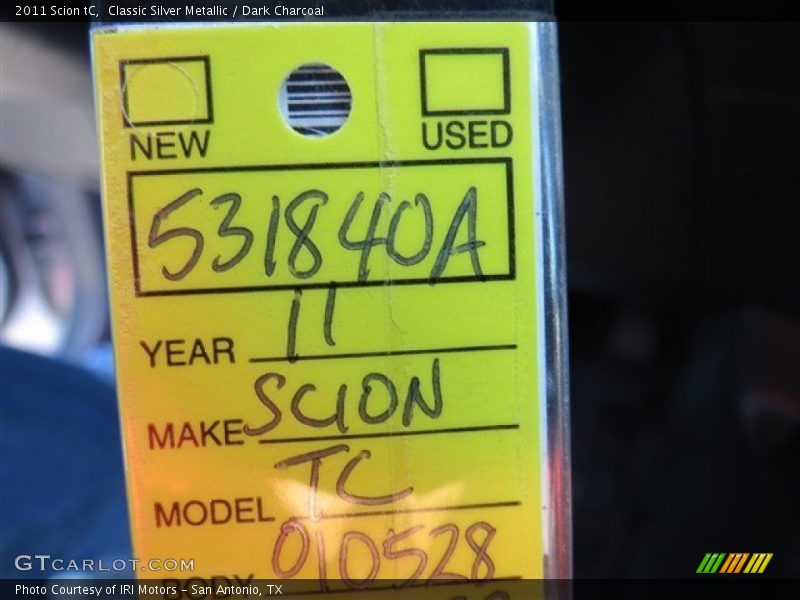 2011 Scion tC,  Classic Silver Metallic / Dark Charcoal
NEW USED
531840A
YEAR 11
MAKE SCION
MODEL TC
BODY 010528
GTCARLOT.COM
Photo Courtesy of IRI Motors – San Antonio, TX